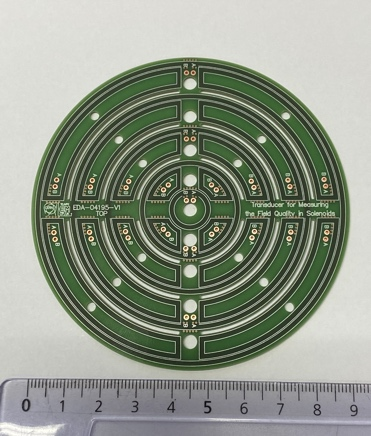 EDA-04195-V1
TOP
Transducer for Measuring
the Field Quality in Solenoids
0 1 2 3 4 5 6 7 8 9